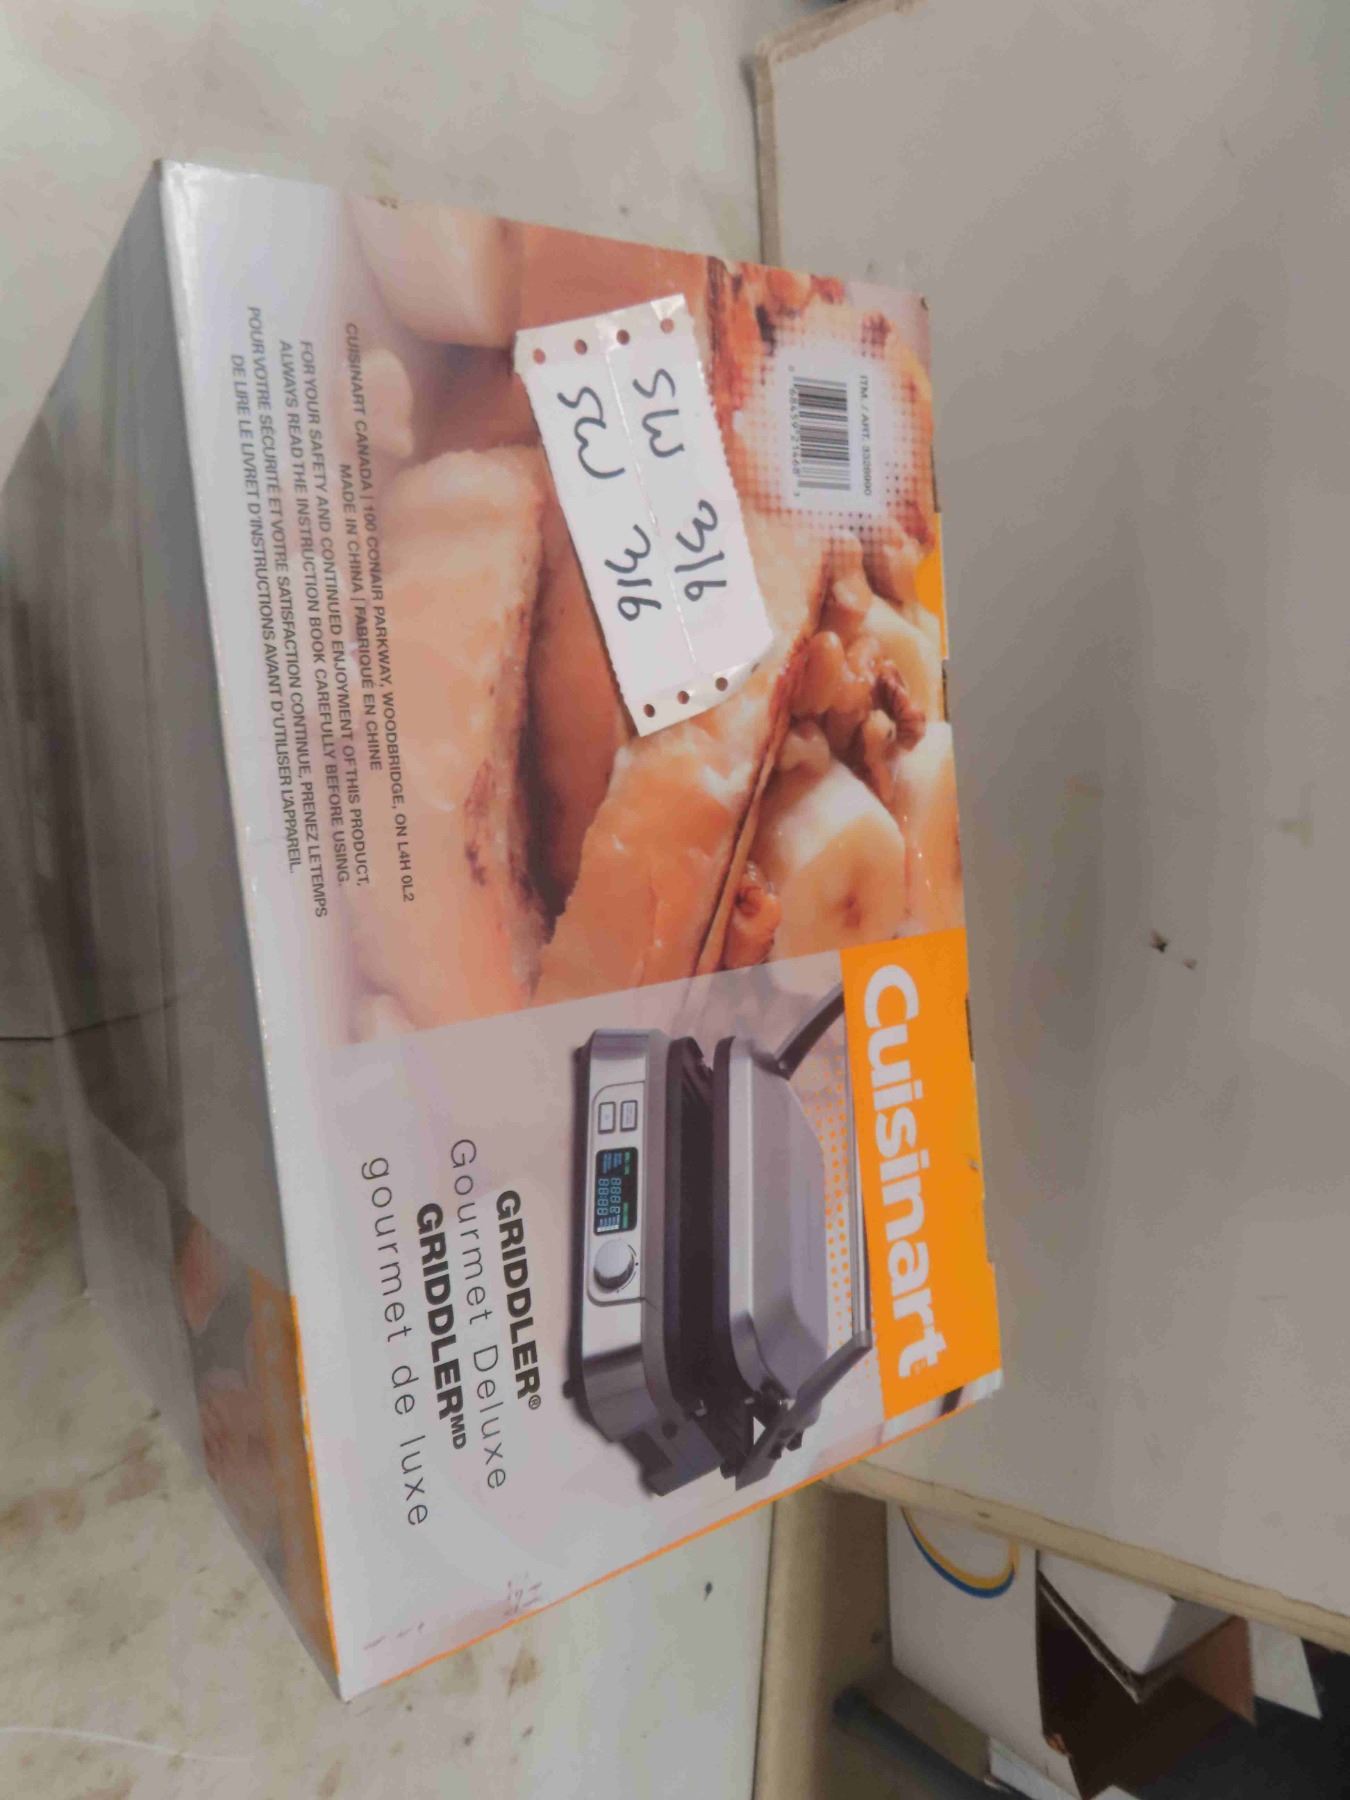 Cuisinart
GRIDDLER®
Gourmet Deluxe
GRIDDLERMD
gourmet de luxe
ITM. / ART. 3328990
SW 316
SW 316
CUISINART CANADA | 100 CONAIR PARKWAY, WOODBRIDGE, ON L4H 0L2
MADE IN CHINA | FABRIQUÉ EN CHINE
FOR YOUR SAFETY AND CONTINUED ENJOYMENT OF THIS PRODUCT,
ALWAYS READ THE INSTRUCTION BOOK CAREFULLY BEFORE USING.
POUR VOTRE SÉCURITÉ ET VOTRE SATISFACTION CONTINUE, PRENEZ LE TEMPS
DE LIRE LE LIVRET D'INSTRUCTIONS AVANT D'UTILISER L'APPAREIL.